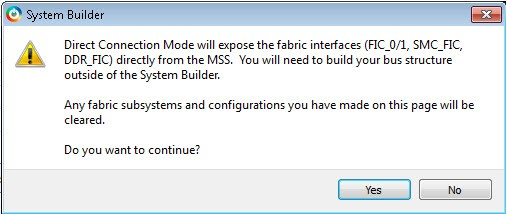 System Builder
Direct Connection Mode will expose the fabric interfaces (FIC_0/1, SMC_FIC,
DDR_FIC) directly from the MSS.  You will need to build your bus structure
outside of the System Builder.
Any fabric subsystems and configurations you have made on this page will be
cleared.
Do you want to continue?
Yes
No